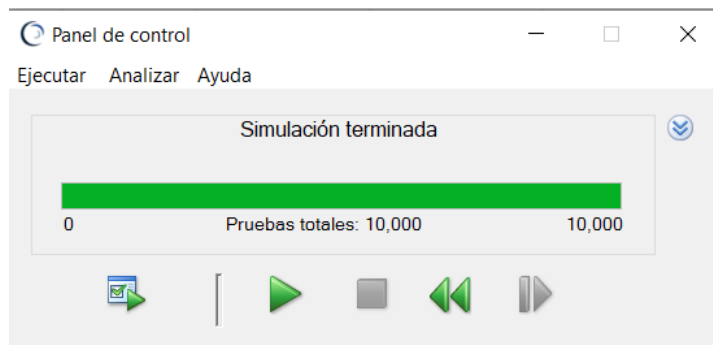 Panel de control
Ejecutar Analizar Ayuda
Simulación terminada
0 Pruebas totales: 10,000 10,000